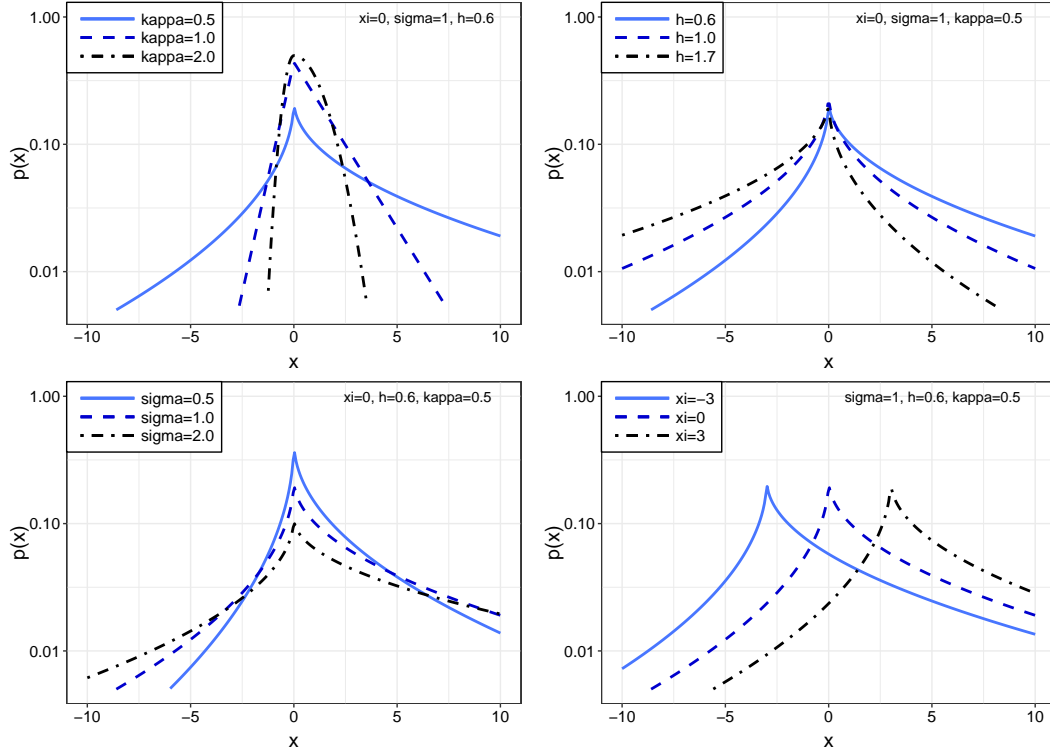 kappa=0.5
kappa=1.0
kappa=2.0
xi=0, sigma=1, h=0.6
1.00
0.10
0.01
p(x)
−10 −5 0 5 10
x
h=0.6
h=1.0
h=1.7
xi=0, sigma=1, kappa=0.5
1.00
0.10
0.01
p(x)
−10 −5 0 5 10
x
sigma=0.5
sigma=1.0
sigma=2.0
xi=0, h=0.6, kappa=0.5
1.00
0.10
0.01
p(x)
−10 −5 0 5 10
x
xi=−3
xi=0
xi=3
sigma=1, h=0.6, kappa=0.5
1.00
0.10
0.01
p(x)
−10 −5 0 5 10
x